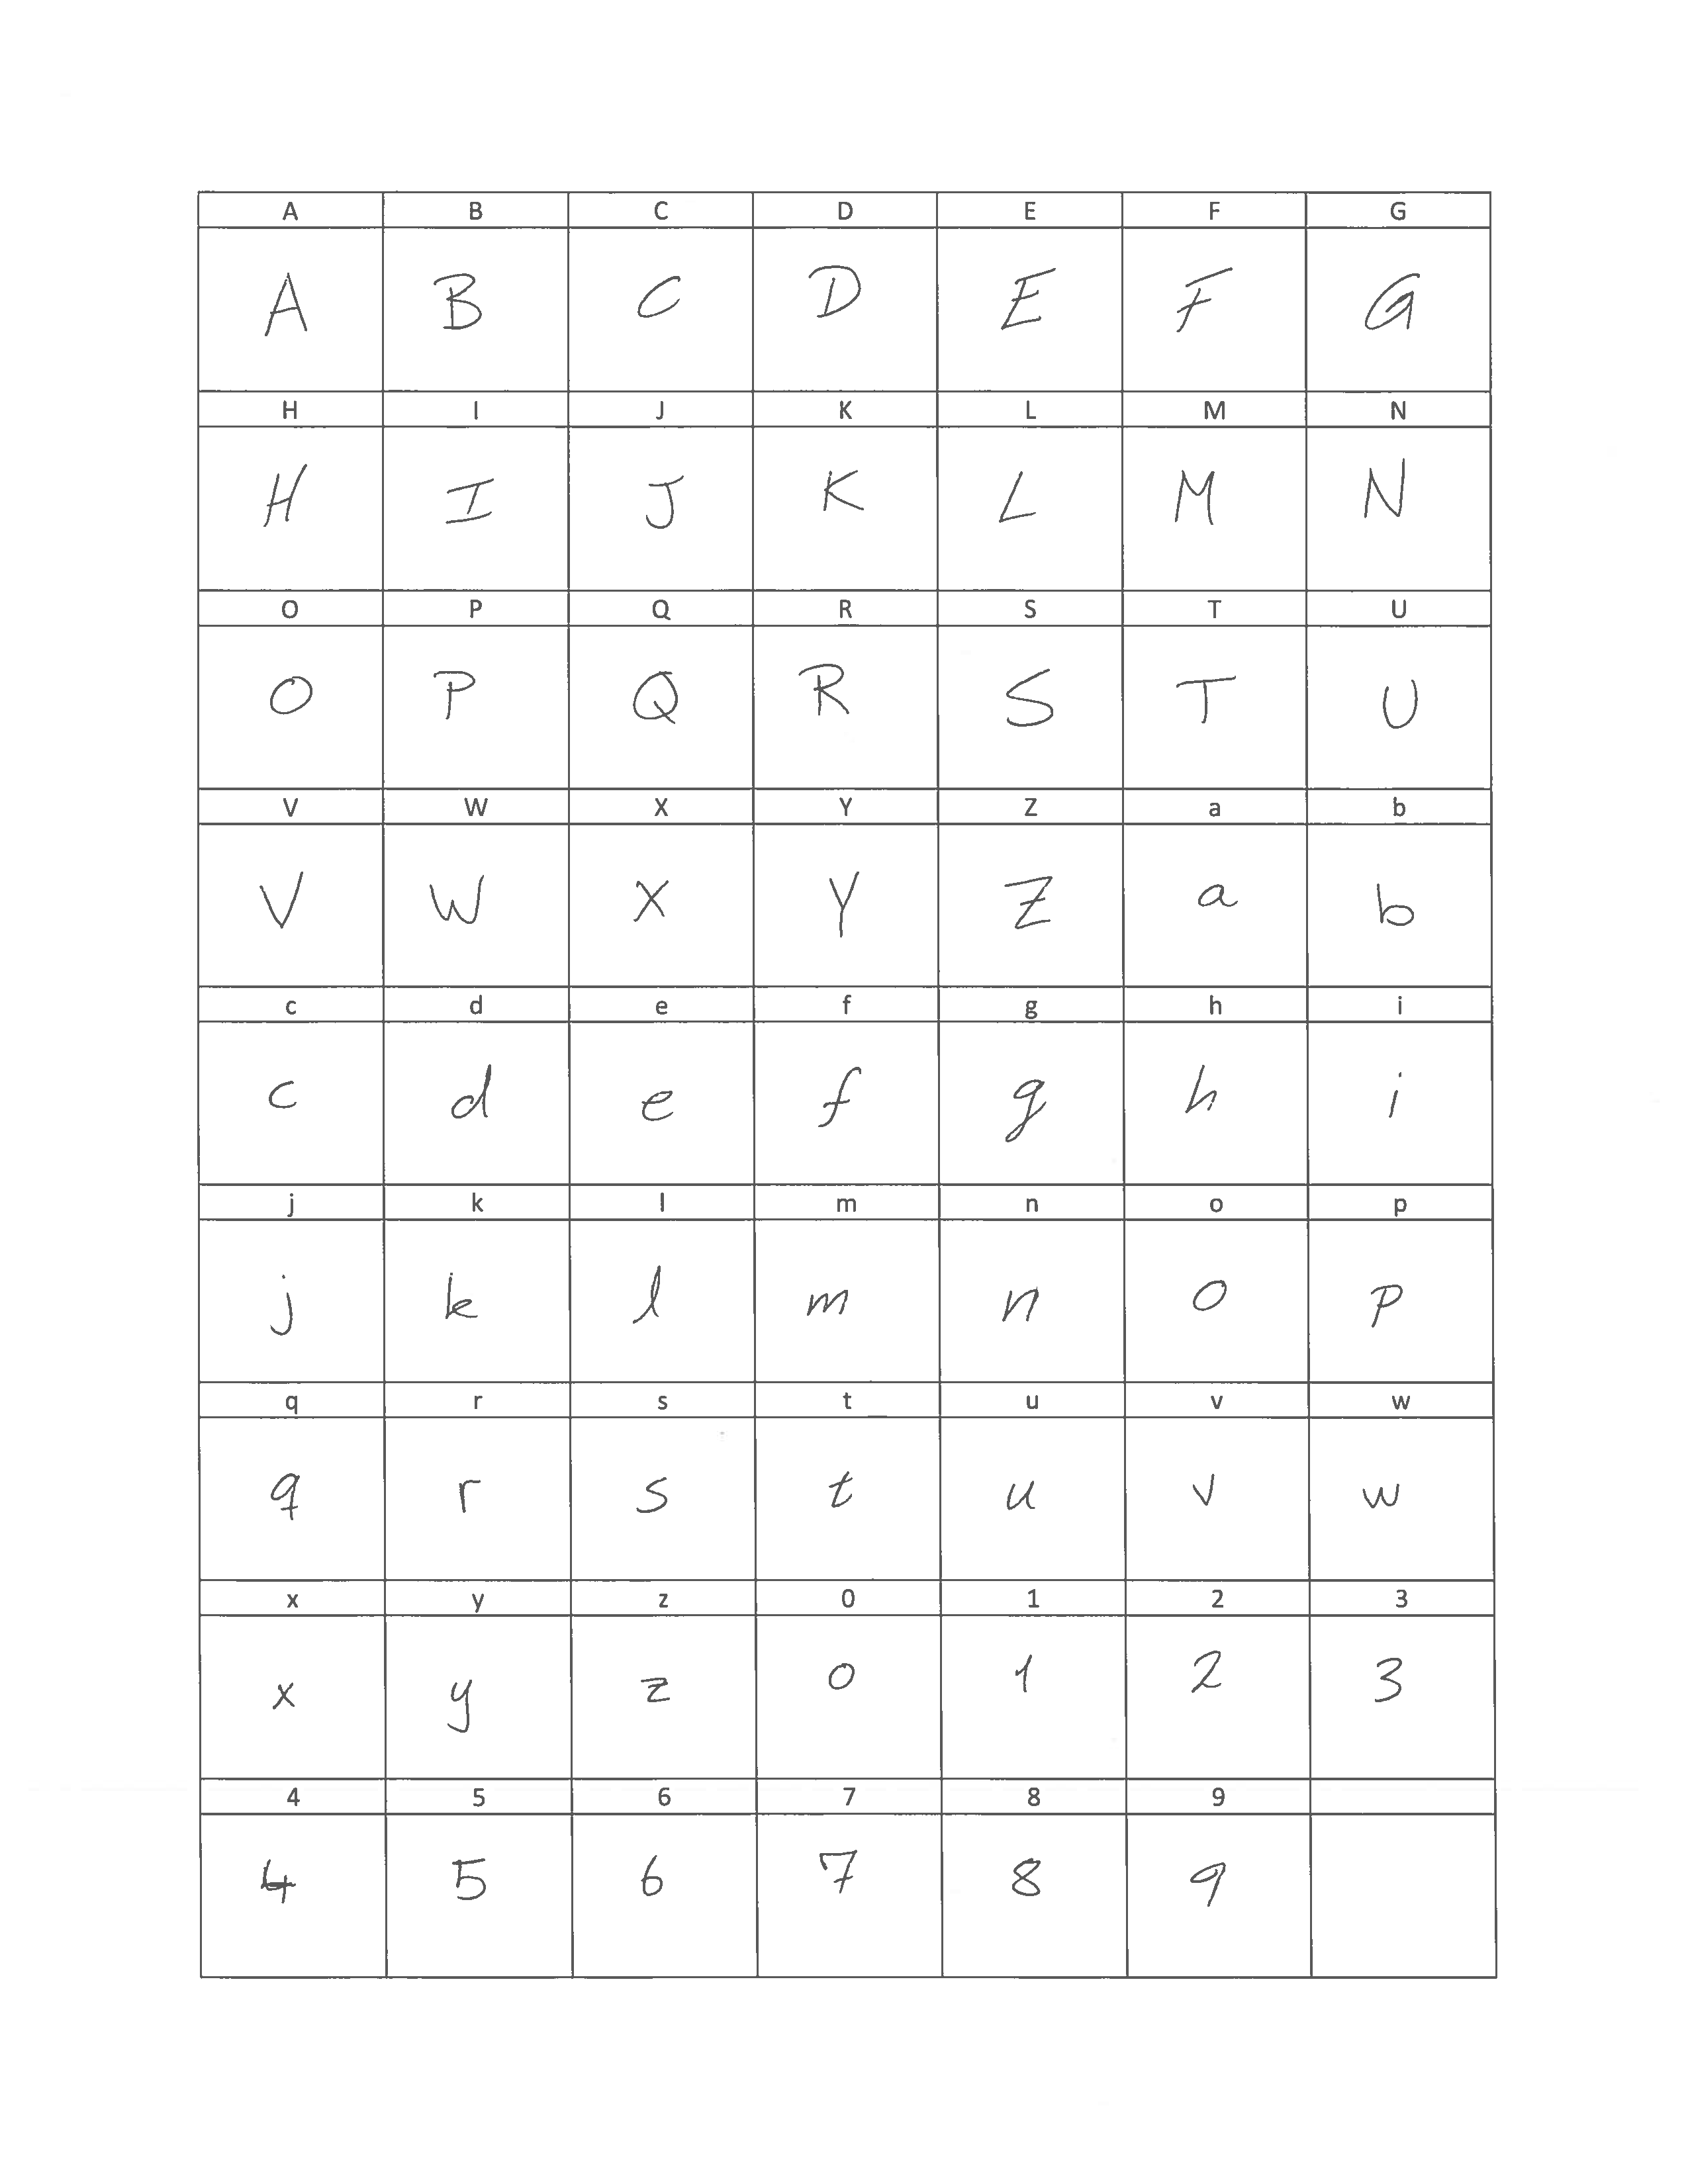 A B C D E F G
A B C D E F G
H I J K L M N
H I J K L M N
O P Q R S T U
O P Q R S T U
V W X Y Z a b
V W X Y Z a b
c d e f g h i
c d e f g h i
j k l m n o p
j k l m n o p
q r s t u v w
q r s t u v w
x y z 0 1 2 3
x y z 0 1 2 3
4 5 6 7 8 9
4 5 6 7 8 9